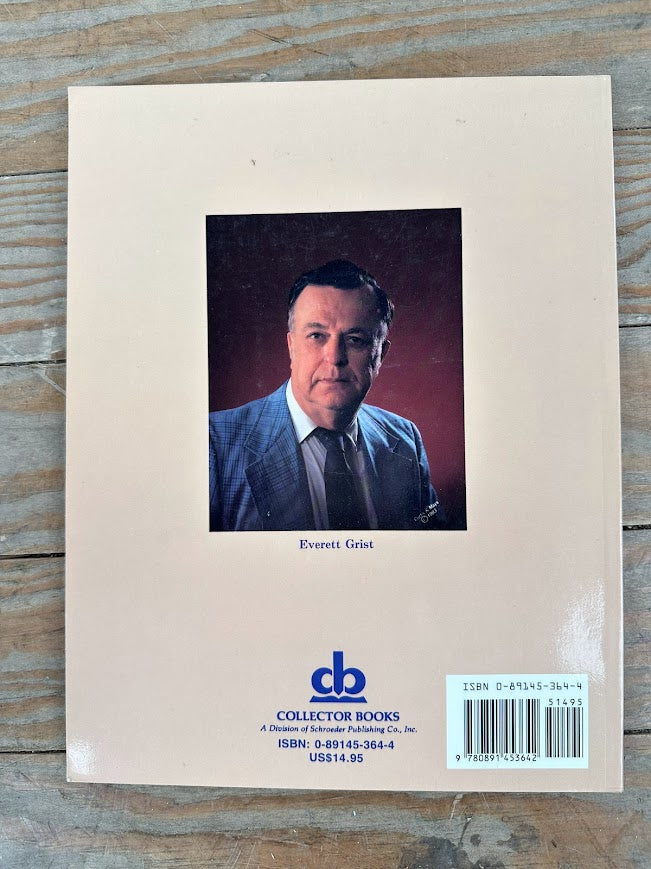 Everett Grist
cb
COLLECTOR BOOKS
A Division of Schroeder Publishing Co., Inc.
ISBN: 0-89145-364-4
US$14.95
ISBN 0-89145-364-4
51495
9 780891 453642